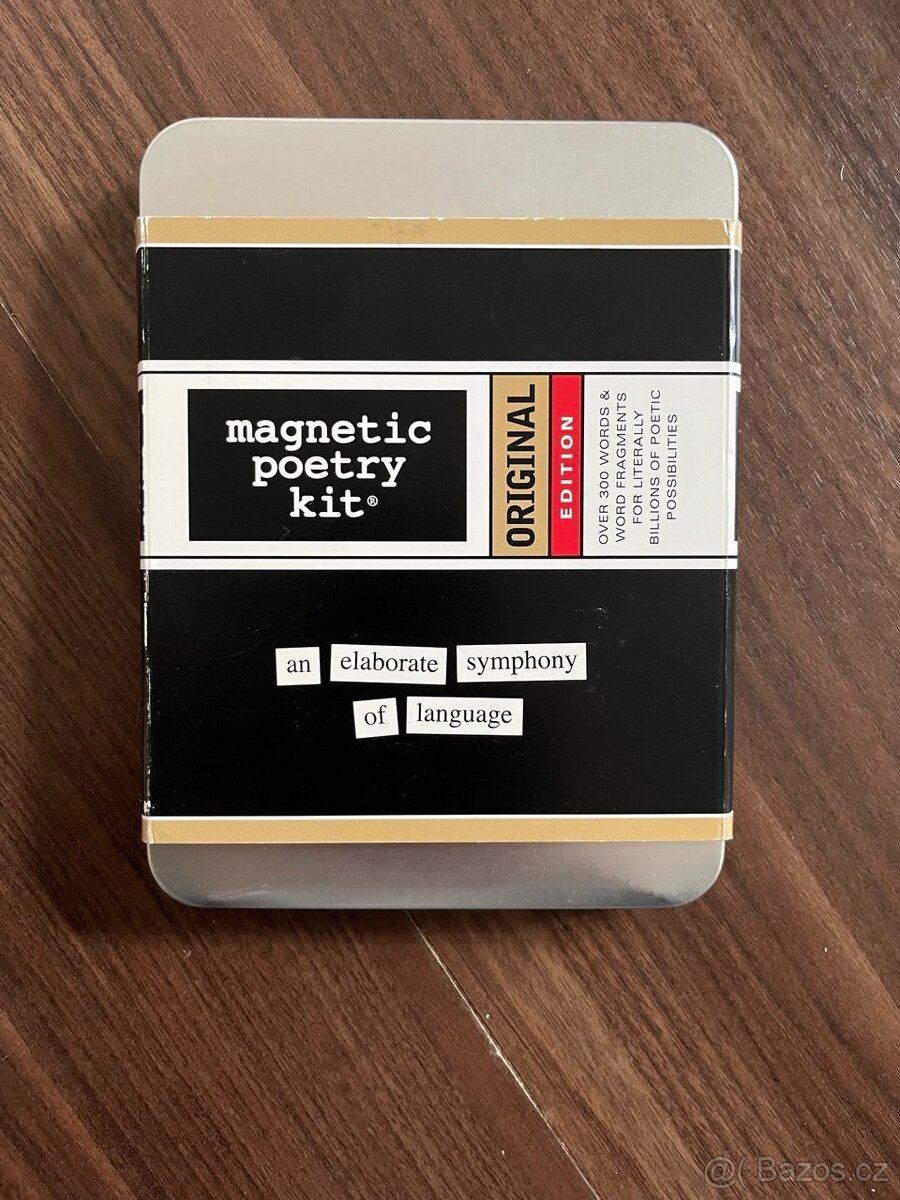 magnetic
poetry
kit®
ORIGINAL
EDITION
OVER 300 WORDS &
WORD FRAGMENTS
FOR LITERALLY
BILLIONS OF POETIC
POSSIBILITIES
an elaborate symphony
of language
@( Bazos.cz